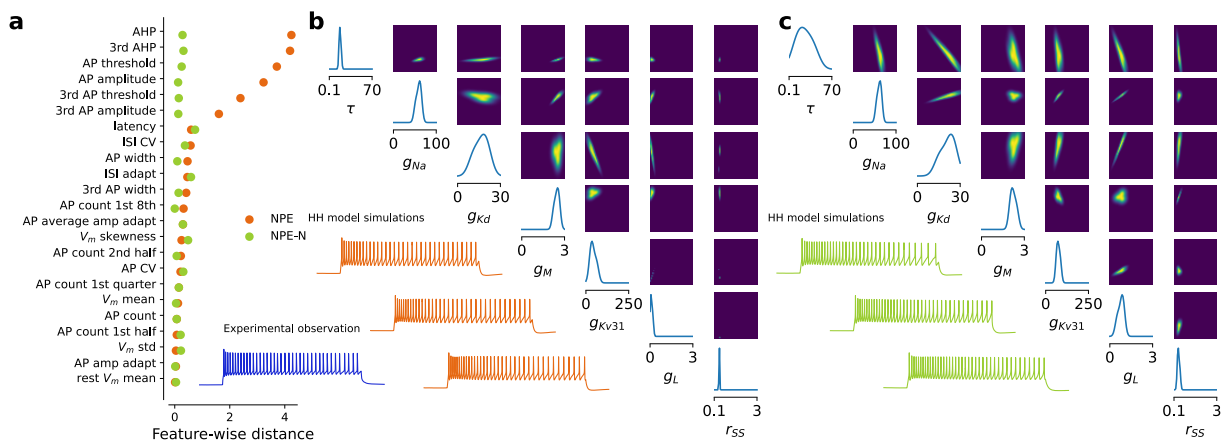 a
AHP
3rd AHP
AP threshold
AP amplitude
3rd AP threshold
3rd AP amplitude
latency
ISI CV
AP width
ISI adapt
3rd AP width
AP count 1st 8th
AP average amp adapt
V_m skewness
AP count 2nd half
AP CV
AP count 1st quarter
V_m mean
AP count
AP count 1st half
V_m std
AP amp adapt
rest V_m mean
0 2 4
Feature-wise distance
NPE
NPE–N
b
0.1 70
τ
0 100
g_Na
0 30
g_Kd
0 3
g_M
0 250
g_Kv31
0 3
g_L
0.1 3
r_SS
HH model simulations
Experimental observation
c
0.1 70
τ
0 100
g_Na
0 30
g_Kd
0 3
g_M
0 250
g_Kv31
0 3
g_L
0.1 3
r_SS
HH model simulations